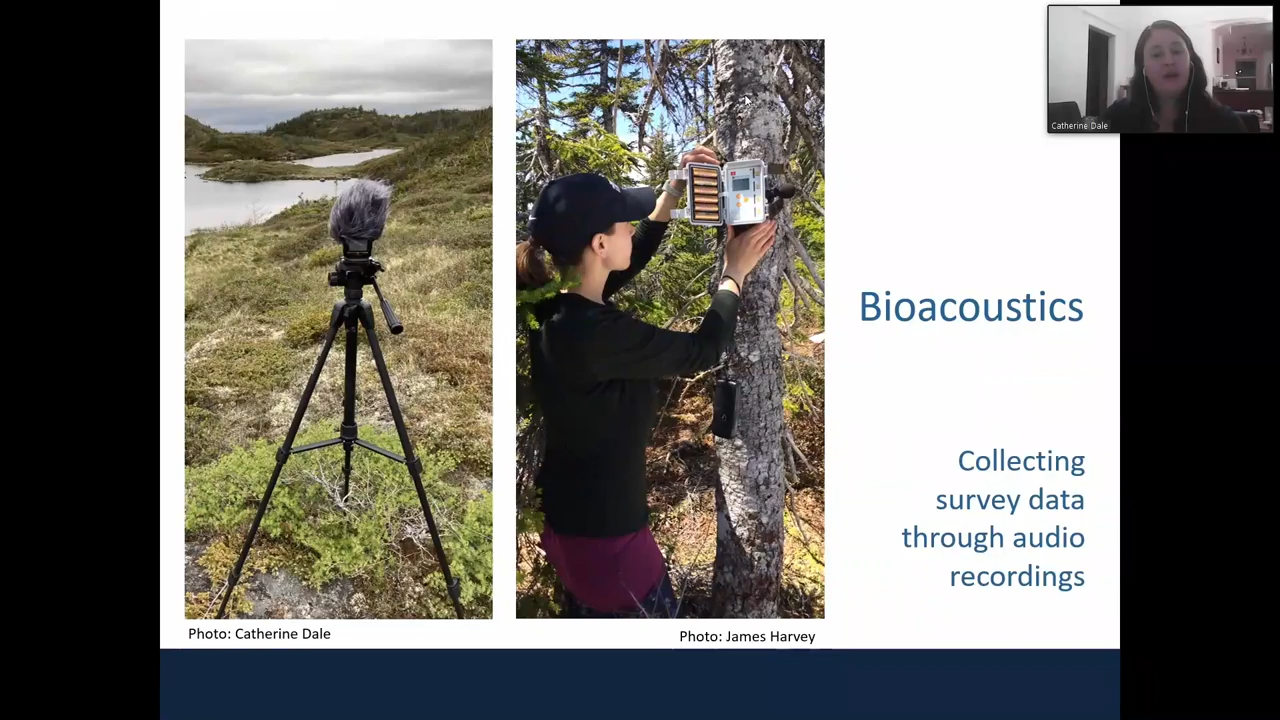 Catherine Dale
Bioacoustics
Collecting
survey data
through audio
recordings
Photo: Catherine Dale
Photo: James Harvey